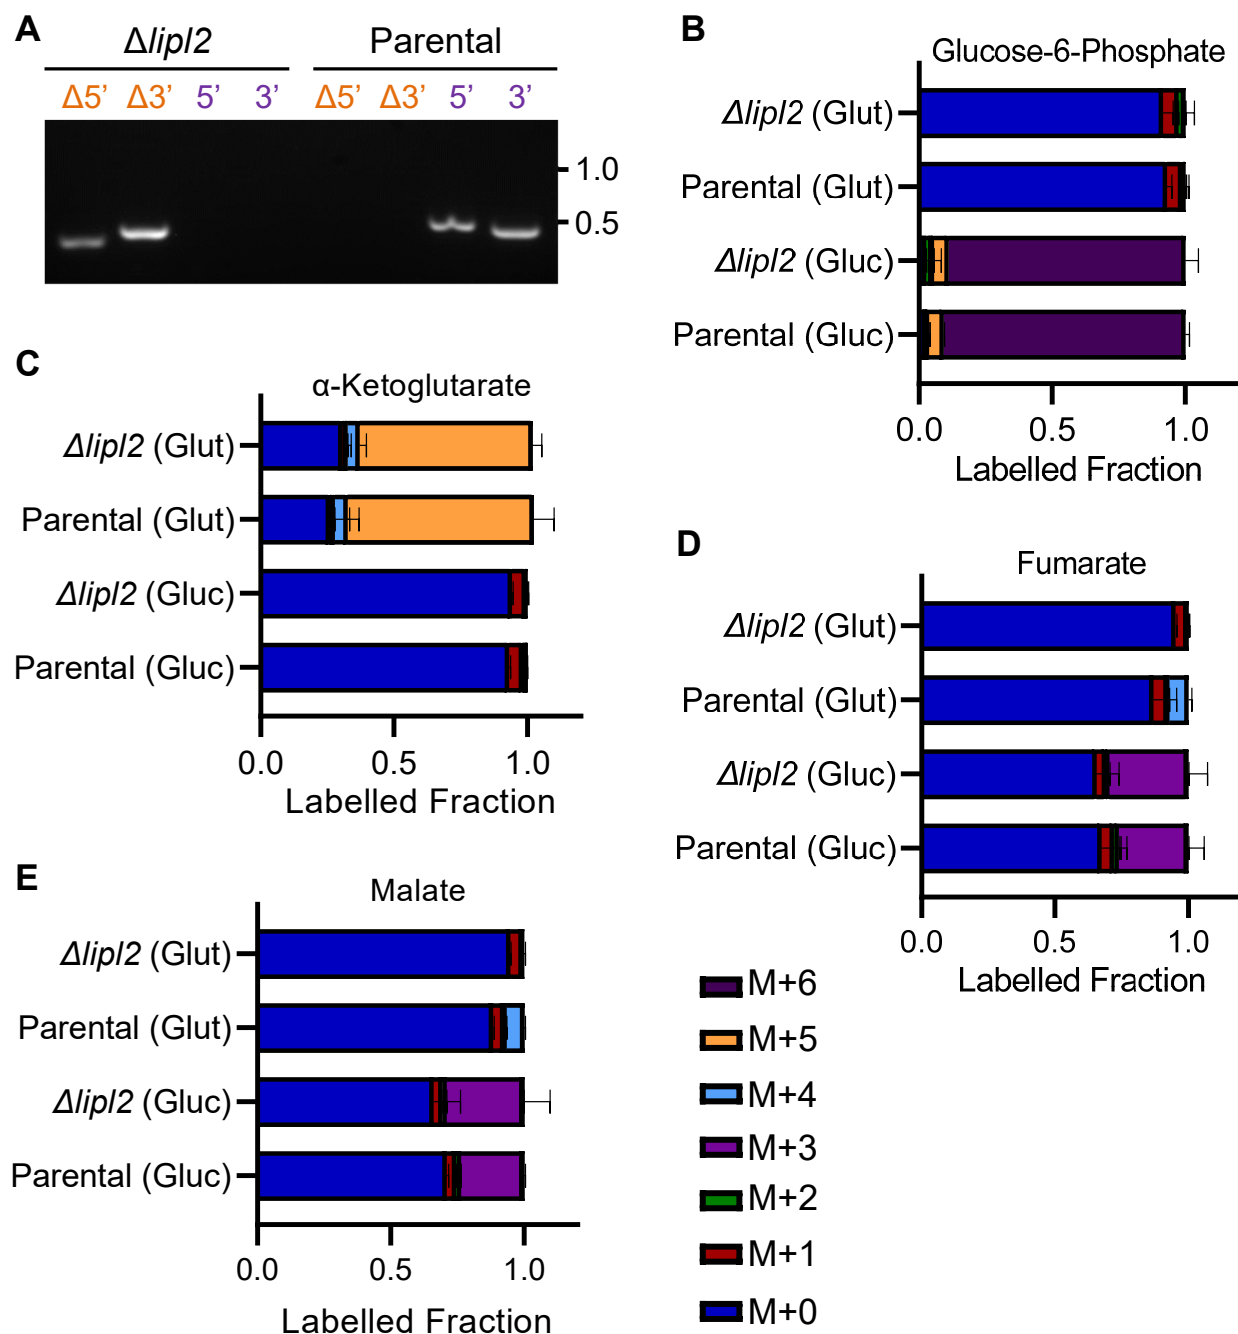 A
Δlipl2 Parental
Δ5’ Δ3’ 5’ 3’ Δ5’ Δ3’ 5’ 3’
1.0
0.5
B
Glucose-6-Phosphate
Δlipl2 (Glut)
Parental (Glut)
Δlipl2 (Gluc)
Parental (Gluc)
0.0 0.5 1.0
Labelled Fraction
C
α-Ketoglutarate
Δlipl2 (Glut)
Parental (Glut)
Δlipl2 (Gluc)
Parental (Gluc)
0.0 0.5 1.0
Labelled Fraction
D
Fumarate
Δlipl2 (Glut)
Parental (Glut)
Δlipl2 (Gluc)
Parental (Gluc)
0.0 0.5 1.0
Labelled Fraction
E
Malate
Δlipl2 (Glut)
Parental (Glut)
Δlipl2 (Gluc)
Parental (Gluc)
0.0 0.5 1.0
Labelled Fraction
M+6
M+5
M+4
M+3
M+2
M+1
M+0